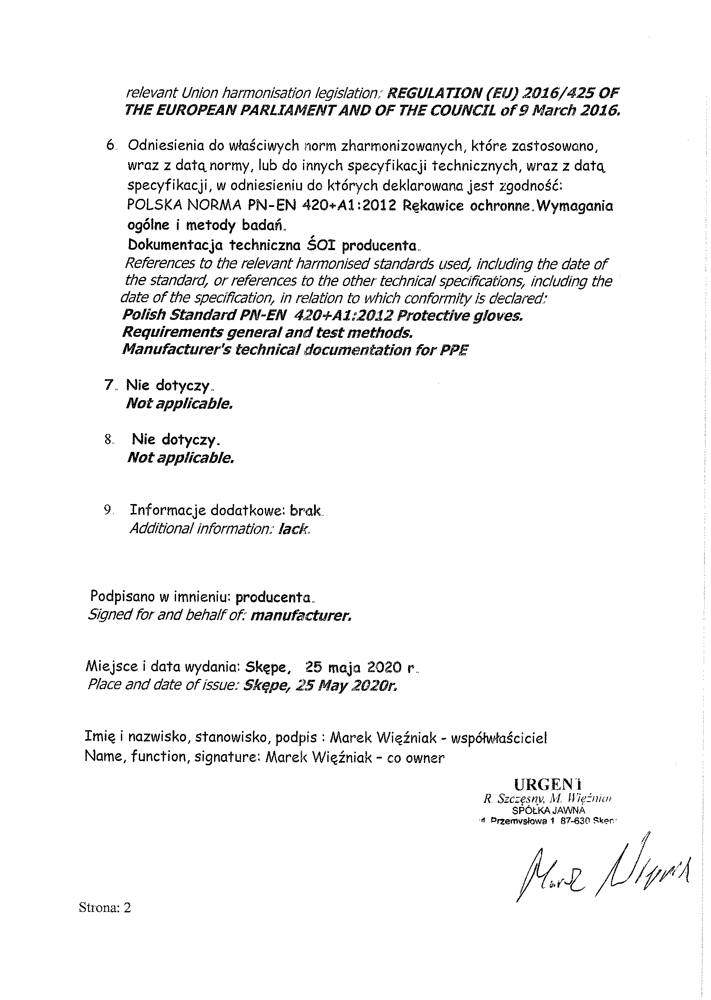 relevant Union harmonisation legislation: REGULATION (EU) 2016/425 OF
THE EUROPEAN PARLIAMENT AND OF THE COUNCIL of 9 March 2016.
6. Odniesienia do właściwych norm zharmonizowanych, które zastosowano,
wraz z datą normy, lub do innych specyfikacji technicznych, wraz z datą
specyfikacji, w odniesieniu do których deklarowana jest zgodność:
POLSKA NORMA PN-EN 420+A1:2012 Rękawice ochronne. Wymagania
ogólne i metody badań.
Dokumentacja techniczna ŚOI producenta.
References to the relevant harmonised standards used, including the date of
the standard, or references to the other technical specifications, including the
date of the specification, in relation to which conformity is declared:
Polish Standard PN-EN 420+A1:2012 Protective gloves.
Requirements general and test methods.
Manufacturer's technical documentation for PPE
7. Nie dotyczy.
Not applicable.
8. Nie dotyczy.
Not applicable.
9. Informacje dodatkowe: brak.
Additional information: lack.
Podpisano w imnieniu: producenta.
Signed for and behalf of: manufacturer.
Miejsce i data wydania: Skępe, 25 maja 2020 r.
Place and date of issue: Skępe, 25 May 2020r.
Imię i nazwisko, stanowisko, podpis : Marek Więźniak - współwłaściciel
Name, function, signature: Marek Więźniak - co owner
URGENT
R. Szczęsny, M. Więźniak
SPÓŁKA JAWNA
Przemysłowa 1 87-630
Strona: 2